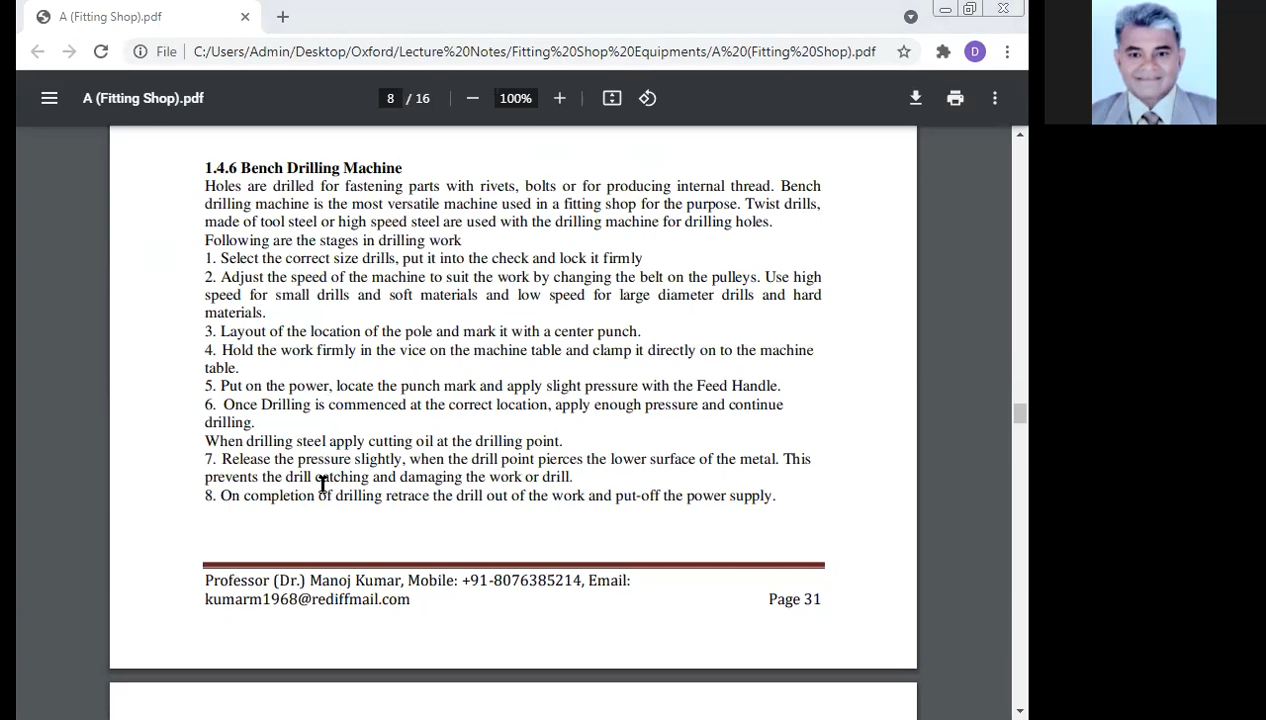 A (Fitting Shop).pdf
File
C:/Users/Admin/Desktop/Oxford/Lecture%20Notes/Fitting%20Shop%20Equipments/A%20(Fitting%20Shop).pdf
D
A (Fitting Shop).pdf
8 / 16
100%
1.4.6 Bench Drilling Machine
Holes are drilled for fastening parts with rivets, bolts or for producing internal thread. Bench
drilling machine is the most versatile machine used in a fitting shop for the purpose. Twist drills,
made of tool steel or high speed steel are used with the drilling machine for drilling holes.
Following are the stages in drilling work
1. Select the correct size drills, put it into the check and lock it firmly
2. Adjust the speed of the machine to suit the work by changing the belt on the pulleys. Use high
speed for small drills and soft materials and low speed for large diameter drills and hard
materials.
3. Layout of the location of the pole and mark it with a center punch.
4. Hold the work firmly in the vice on the machine table and clamp it directly on to the machine
table.
5. Put on the power, locate the punch mark and apply slight pressure with the Feed Handle.
6. Once Drilling is commenced at the correct location, apply enough pressure and continue
drilling.
When drilling steel apply cutting oil at the drilling point.
7. Release the pressure slightly, when the drill point pierces the lower surface of the metal. This
prevents the drill catching and damaging the work or drill.
8. On completion of drilling retrace the drill out of the work and put-off the power supply.
Professor (Dr.) Manoj Kumar, Mobile: +91-8076385214, Email:
kumarm1968@rediffmail.com
Page 31